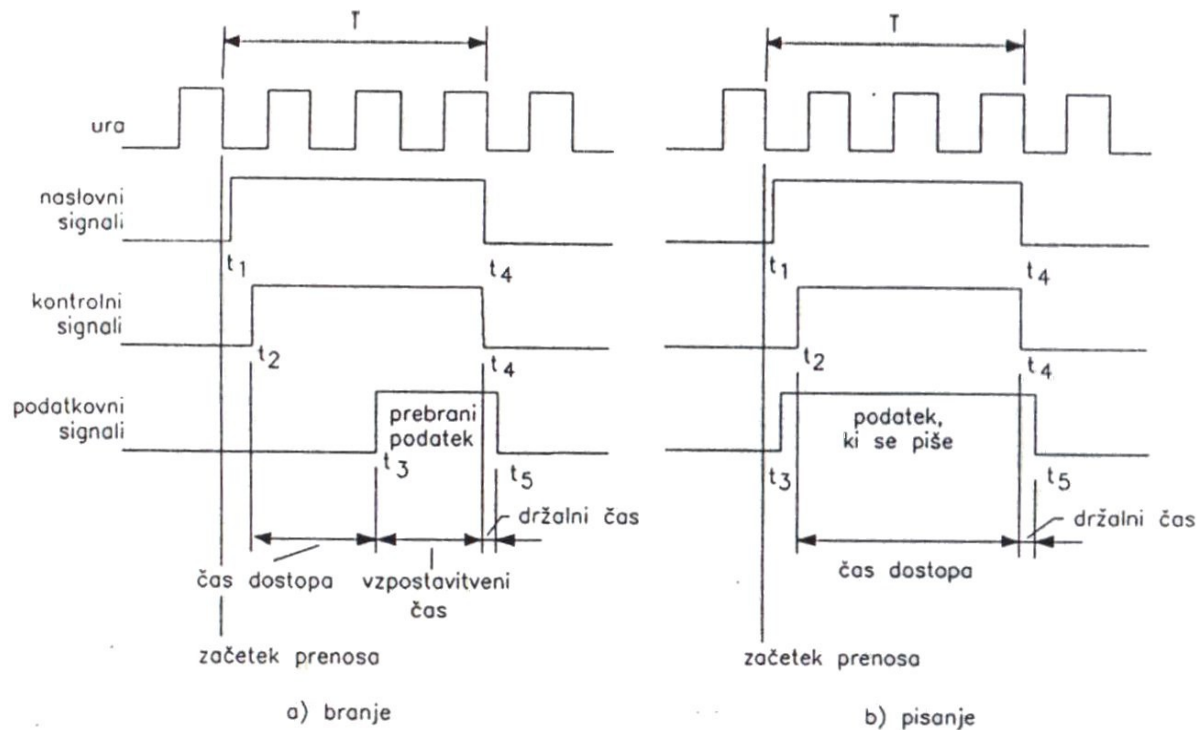 T
T
ura
naslovni
signali
t1
t4
t1
t4
kontrolni
signali
t2
t4
t2
t4
podatkovni
signali
prebrani
podatek
podatek,
ki se piše
t3
t5
t3
t5
držalni čas
držalni čas
čas dostopa
vzpostavitveni
čas
čas dostopa
začetek prenosa
začetek prenosa
a) branje
b) pisanje